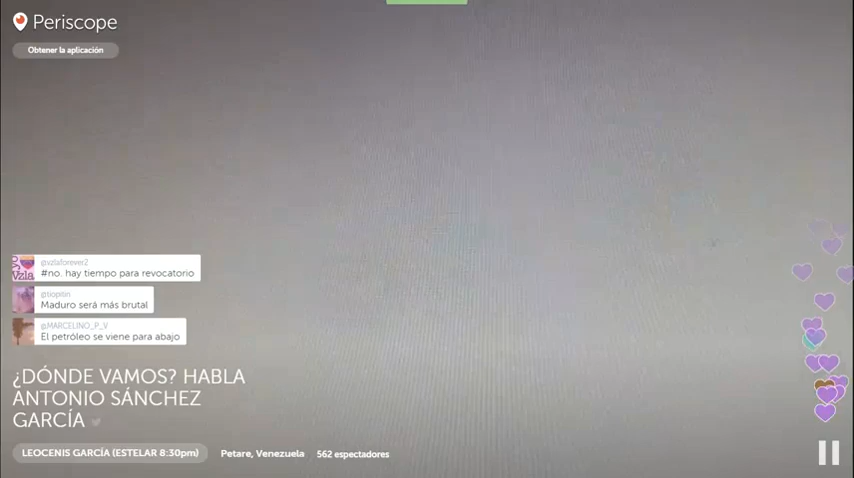 Periscope
Obtener la aplicación
@vzlaforever2
#no. hay tiempo para revocatorio
@tiopitin
Maduro será más brutal
@MARCELINO_P_V
El petróleo se viene para abajo
¿DÓNDE VAMOS? HABLA
ANTONIO SÁNCHEZ
GARCÍA
LEOCENIS GARCÍA (ESTELAR 8:30pm) Petare, Venezuela 562 espectadores